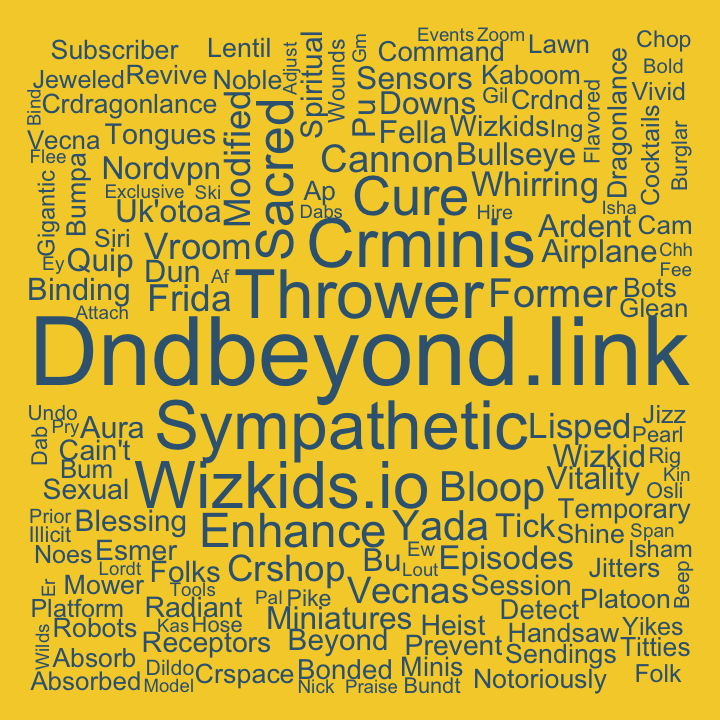 Events Zoom
Subscriber Lentil Spiritual Wounds Gm Command Lawn Chop
Jeweled Revive Noble Adjust Sensors Kaboom Bold
Bind Crdragonlance Modified Sacred Pu Downs Gil Crdnd Flavored Dragonlance Vivid
Vecna Tongues Fella Wizkids Ing Cocktails Burglar
Flee Bumpa Nordvpn Cannon Bullseye
Gigantic Exclusive Ski Ap Cure Whirring
Uk'otoa Dabs Hire Isha
Siri Vroom Crminis Ardent Cam
Ey Quip Airplane Chh
Dun Af Fee
Binding Frida Thrower Former Bots
Attach Glean
Dndbeyond.link
Undo Sympathetic Jizz
Dab Pry Aura Lisped Pearl
Cain't Wizkid Rig
Bum Kin
Sexual Wizkids.io Bloop Vitality Osli
Prior Blessing Enhance Yada Tick Temporary
Illicit Shine Span
Noes Esmer Ew Episodes Isham
Lordt Folks Crshop Bu Lout Jitters
Er Mower Tools Vecnas Session Beep
Platform Radiant Pal Pike Detect Platoon
Wilds Robots Kas Hose Miniatures Heist Handsaw Yikes
Receptors Beyond Prevent Sendings Titties
Absorb Dildo Crspace Bonded Minis Folk
Absorbed Model Nick Praise Bundt Notoriously